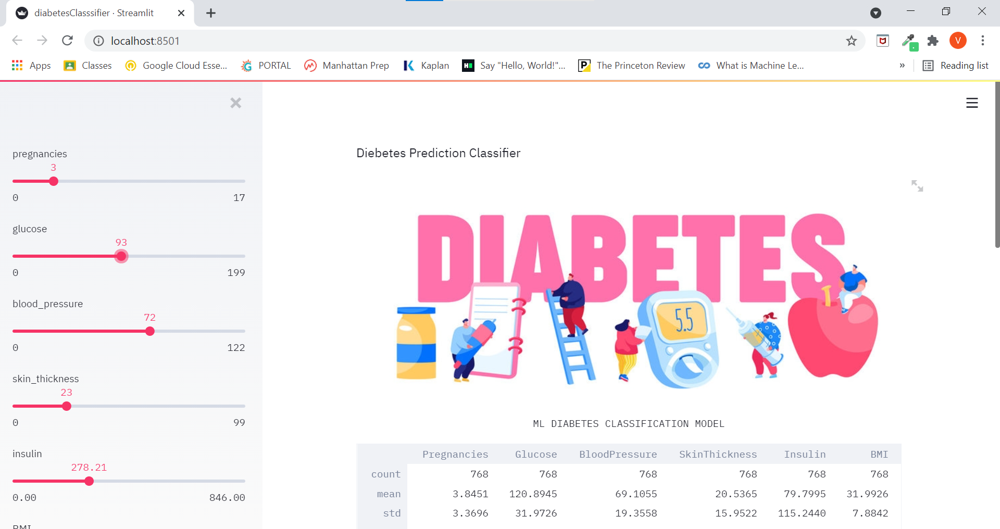 diabetesClasssifier · Streamlit
localhost:8501
V
Apps
Classes
Google Cloud Esse...
PORTAL
Manhattan Prep
Kaplan
Say "Hello, World!"...
The Princeton Review
What is Machine Le...
»
Reading list
pregnancies
3
0 17
glucose
93
0 199
blood_pressure
72
0 122
skin_thickness
23
0 99
insulin
278.21
0.00 846.00
BMI
Diebetes Prediction Classifier
DIABETES
5.5
ML DIABETES CLASSIFICATION MODEL
Pregnancies Glucose BloodPressure SkinThickness Insulin BMI
count 768 768 768 768 768 768
mean 3.8451 120.8945 69.1055 20.5365 79.7995 31.9926
std 3.3696 31.9726 19.3558 15.9522 115.2440 7.8842